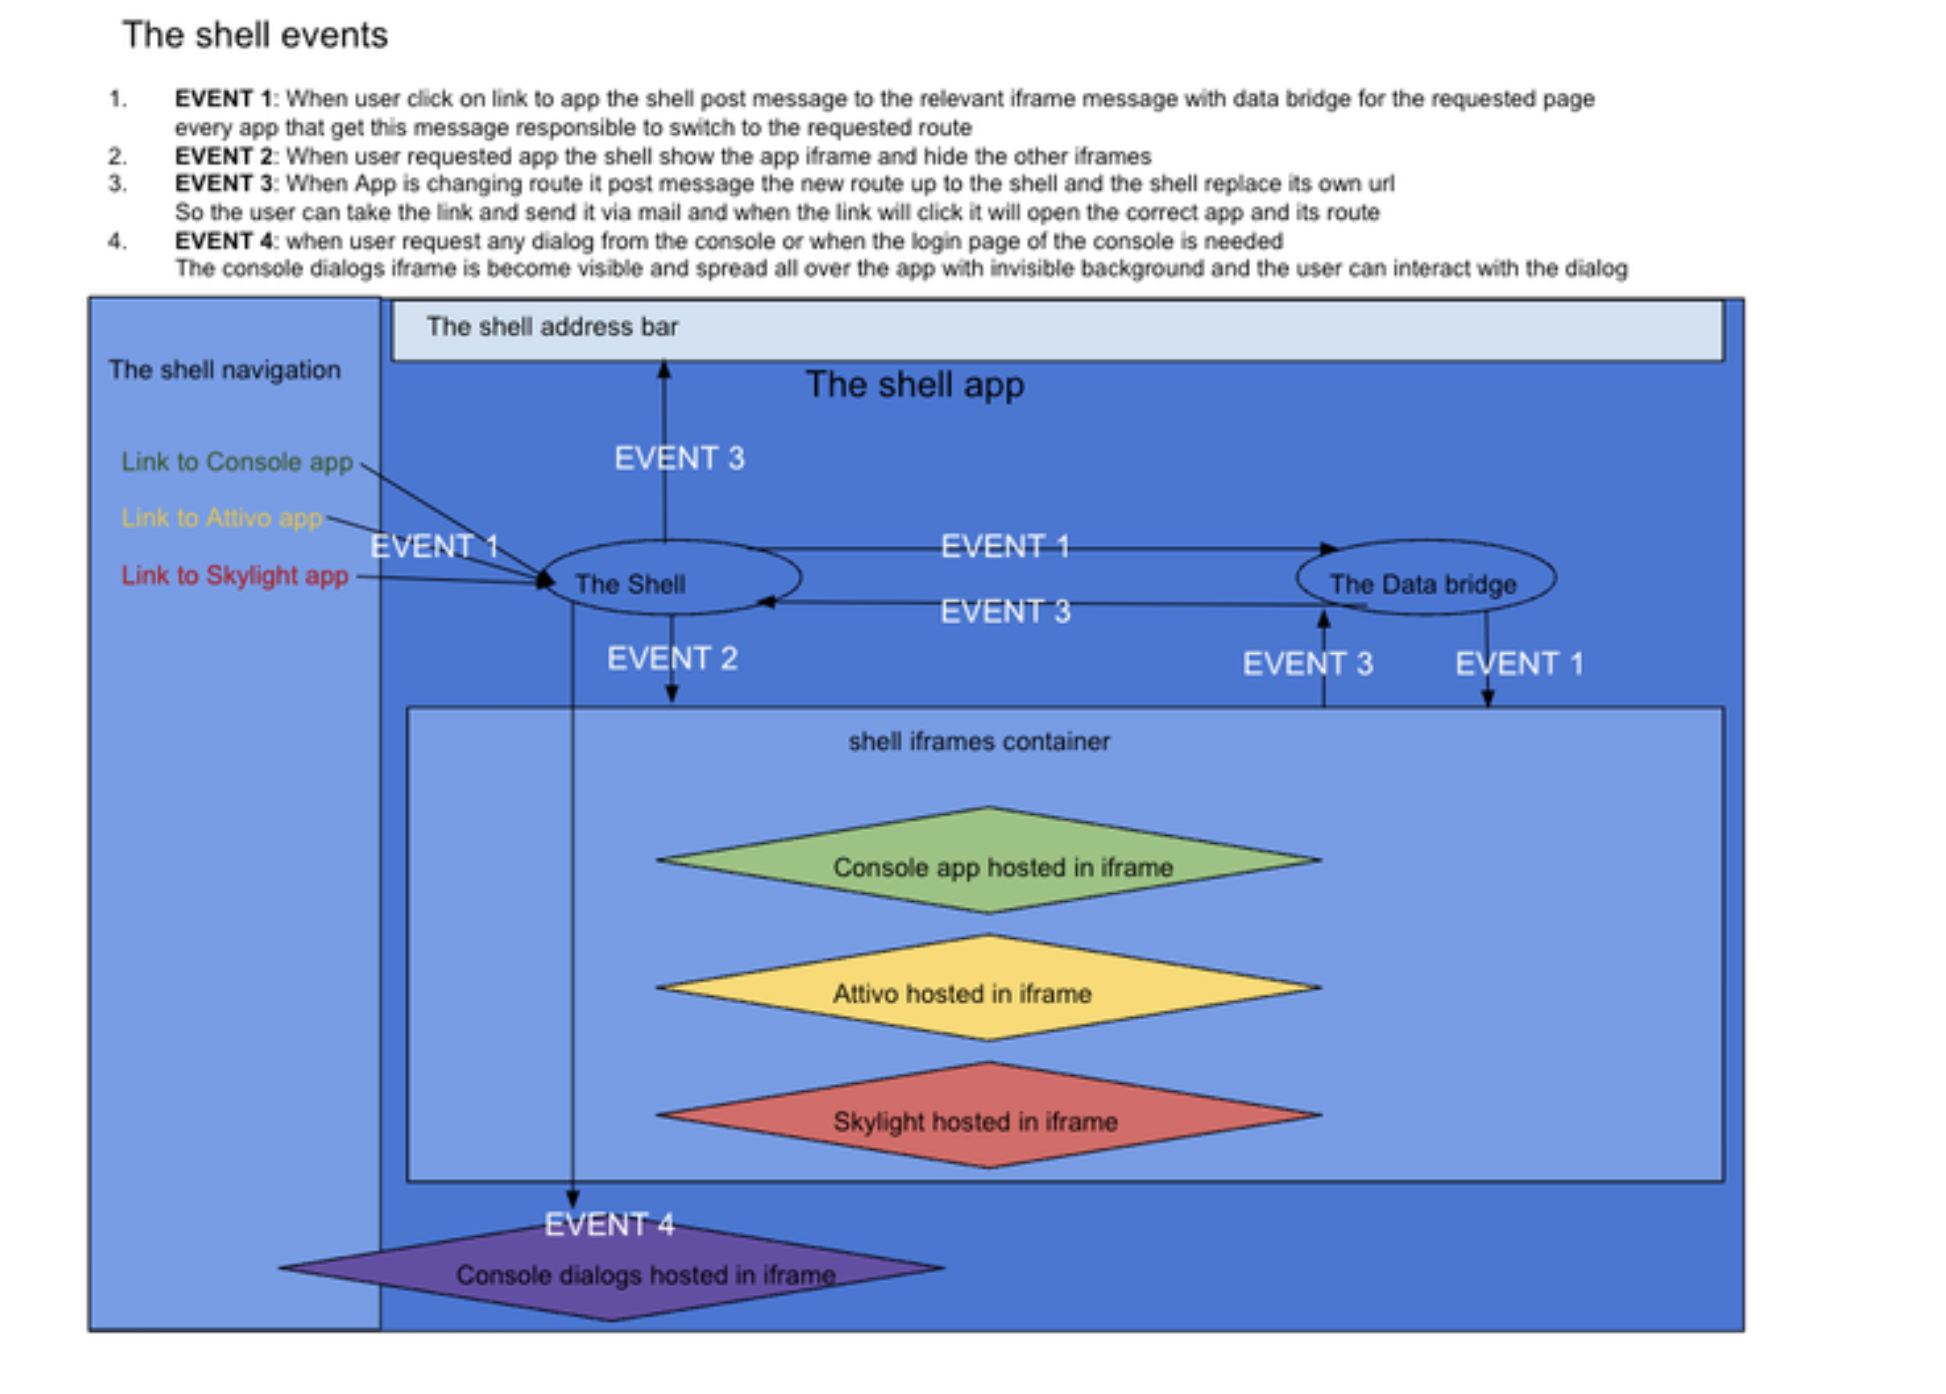 The shell events
1. EVENT 1: When user click on link to app the shell post message to the relevant iframe message with data bridge for the requested page
every app that get this message responsible to switch to the requested route
2. EVENT 2: When user requested app the shell show the app iframe and hide the other iframes
3. EVENT 3: When App is changing route it post message the new route up to the shell and the shell replace its own url
So the user can take the link and send it via mail and when the link will click it will open the correct app and its route
4. EVENT 4: when user request any dialog from the console or when the login page of the console is needed
The console dialogs iframe is become visible and spread all over the app with invisible background and the user can interact with the dialog
The shell address bar
The shell navigation
The shell app
Link to Console app
EVENT 3
Link to Attivo app
EVENT 1
EVENT 1
Link to Skylight app
The Shell
The Data bridge
EVENT 3
EVENT 2
EVENT 3
EVENT 1
shell iframes container
Console app hosted in iframe
Attivo hosted in iframe
Skylight hosted in iframe
EVENT 4
Console dialogs hosted in iframe